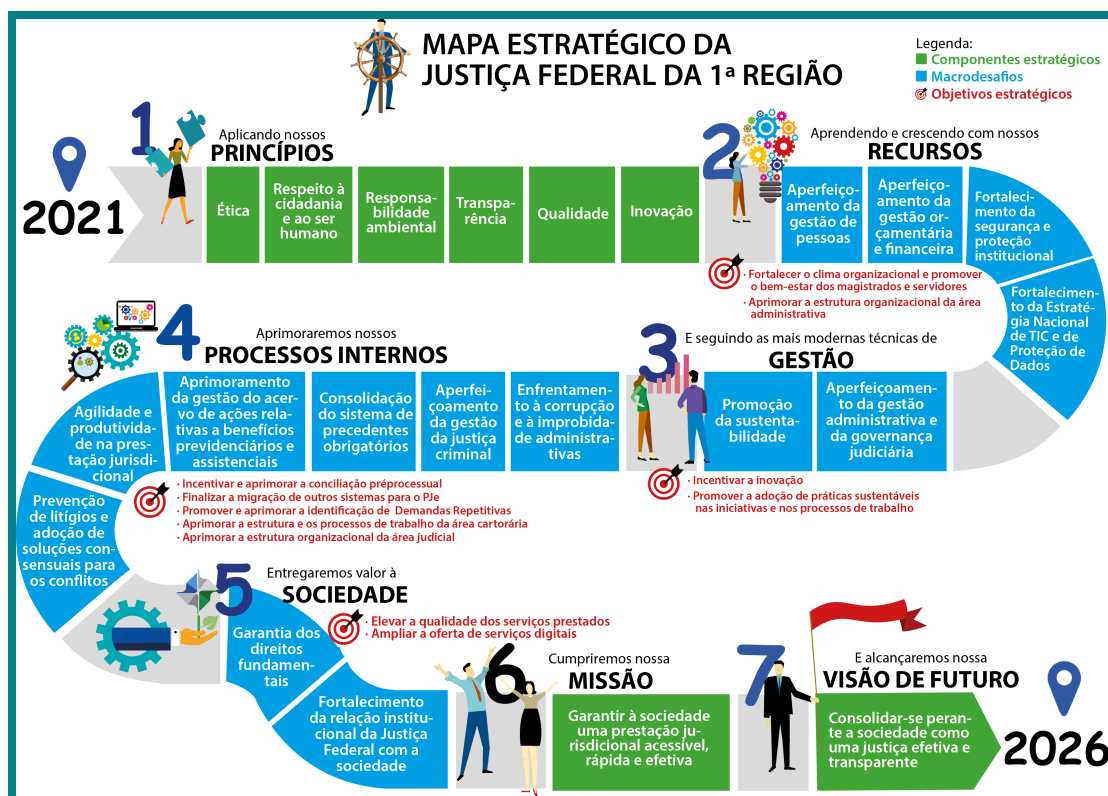 MAPA ESTRATÉGICO DA
JUSTIÇA FEDERAL DA 1ª REGIÃO
Legenda:
Componentes estratégicos
Macrodesafios
Objetivos estratégicos
2021
1
Aplicando nossos
PRINCÍPIOS
Ética
Respeito à
cidadania
e ao ser
humano
Responsa-
bilidade
ambiental
Transpa-
rência
Qualidade
Inovação
2
Aprendendo e crescendo com nossos
RECURSOS
Aperfeiço-
amento da
gestão de
pessoas
Aperfeiço-
amento da
gestão or-
çamentária
e financeira
Fortaleci-
mento da
segurança e
proteção
institucional
Fortalecimen-
to da Estraté-
gia Nacional
de TIC e de
Proteção de
Dados
· Fortalecer o clima organizacional e promover
o bem-estar dos magistrados e servidores
· Aprimorar a estrutura organizacional da área
administrativa
3
E seguindo as mais modernas técnicas de
GESTÃO
Promoção
da sustenta-
bilidade
Aperfeiçoamen-
to da gestão
administrativa e
da governança
judiciária
· Incentivar a inovação
· Promover a adoção de práticas sustentáveis
nas iniciativas e nos processos de trabalho
4
Aprimoraremos nossos
PROCESSOS INTERNOS
Enfrentamen-
to à corrupção
e à improbida-
de administra-
tivas
Aperfei-
çoamento
da gestão
da justiça
criminal
Consolidação
do sistema de
precedentes
obrigatórios
Aprimoramento
da gestão do acer-
vo de ações rela-
tivas a benefícios
previdenciários e
assistenciais
Agilidade e
produtivida-
de na pres-
tação jurisdi-
cional
Prevenção
de litígios e
adoção de
soluções con-
sensuais para
os conflitos
· Incentivar e aprimorar a conciliação préprocessual
· Finalizar a migração de outros sistemas para o PJe
· Promover e aprimorar a identificação de Demandas Repetitivas
· Aprimorar a estrutura e os processos de trabalho da área cartorária
· Aprimorar a estrutura organizacional da área judicial
5
Entregaremos valor à
SOCIEDADE
Garantia dos
direitos
fundamen-
tais
Fortalecimento
da relação institu-
cional da Justiça
Federal com a
sociedade
· Elevar a qualidade dos serviços prestados
· Ampliar a oferta de serviços digitais
6
Cumpriremos nossa
MISSÃO
Garantir à sociedade
uma prestação ju-
risdicional acessível,
rápida e efetiva
7
E alcançaremos nossa
VISÃO DE FUTURO
Consolidar-se peran-
te a sociedade como
uma justiça efetiva e
transparente
2026